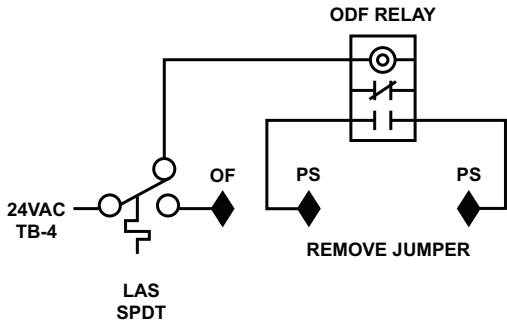 ODF RELAY
OF
PS
PS
24VAC
TB-4
REMOVE JUMPER
LAS
SPDT